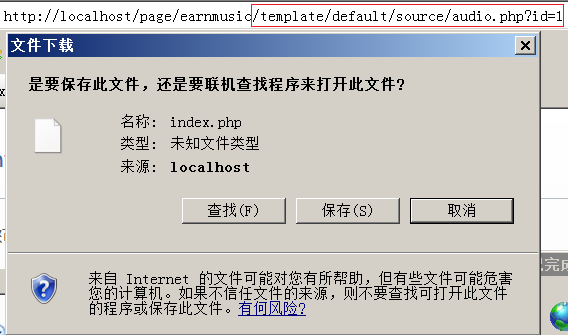 http://localhost/page/earnmusic/template/default/source/audio.php?id=1
文件下载
是要保存此文件，还是要联机查找程序来打开此文件？
名称： index.php
类型： 未知文件类型
来源： localhost
查找(F) 保存(S) 取消
来自 Internet 的文件可能对您有所帮助，但有些文件可能危害
您的计算机。如果不信任文件的来源，则不要查找可打开此文件
的程序或保存此文件。有何风险?